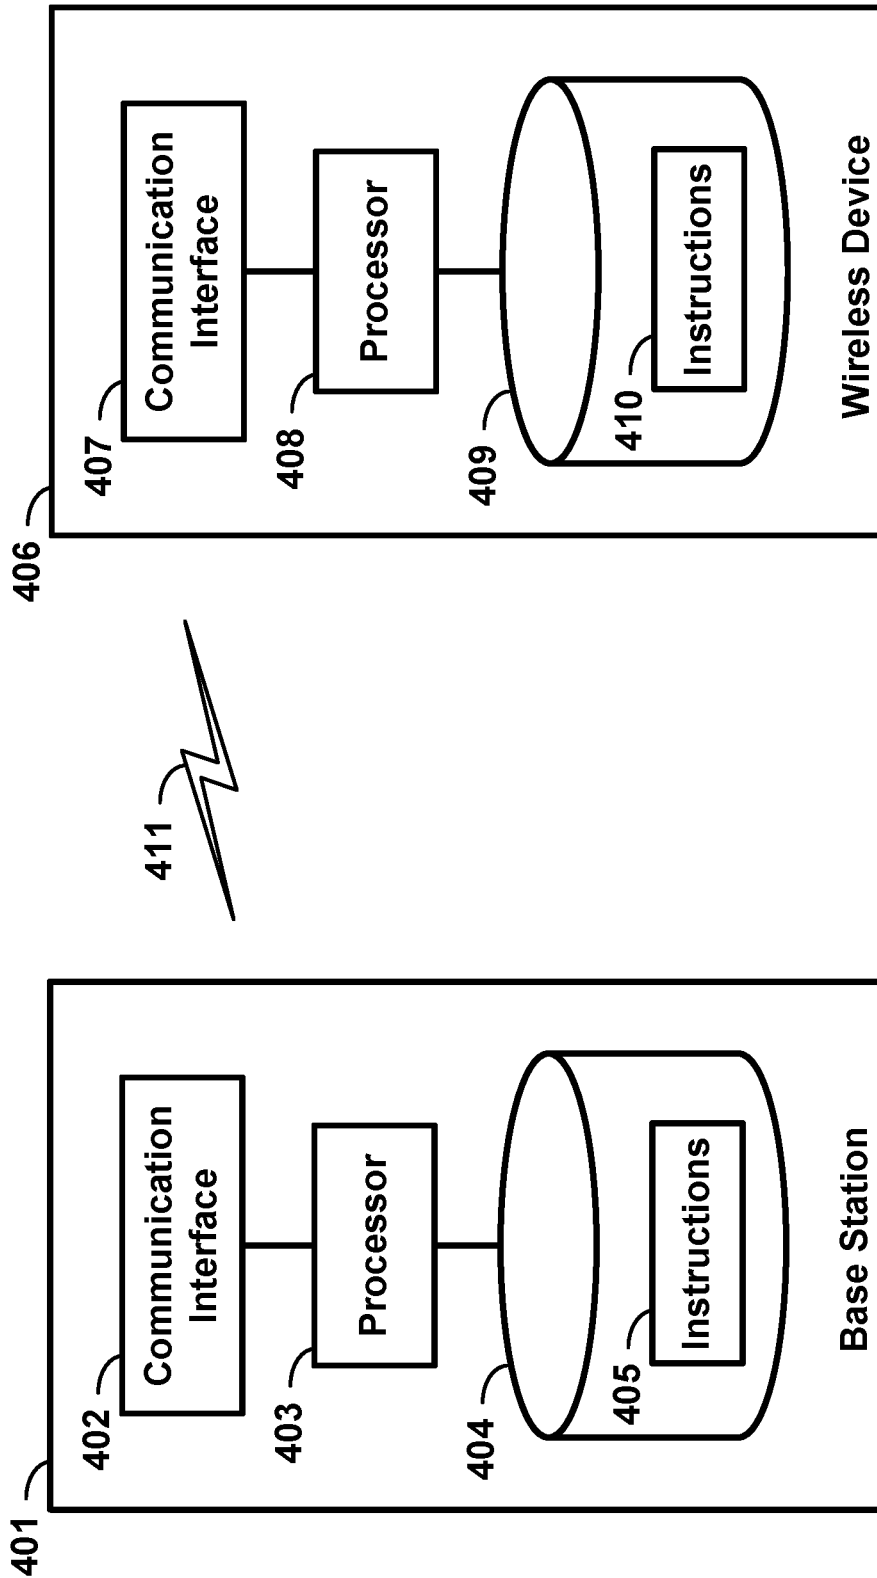 401
402
Communication
Interface
403
Processor
404
405
Instructions
Base Station
411
406
407
Communication
Interface
408
Processor
409
410
Instructions
Wireless Device